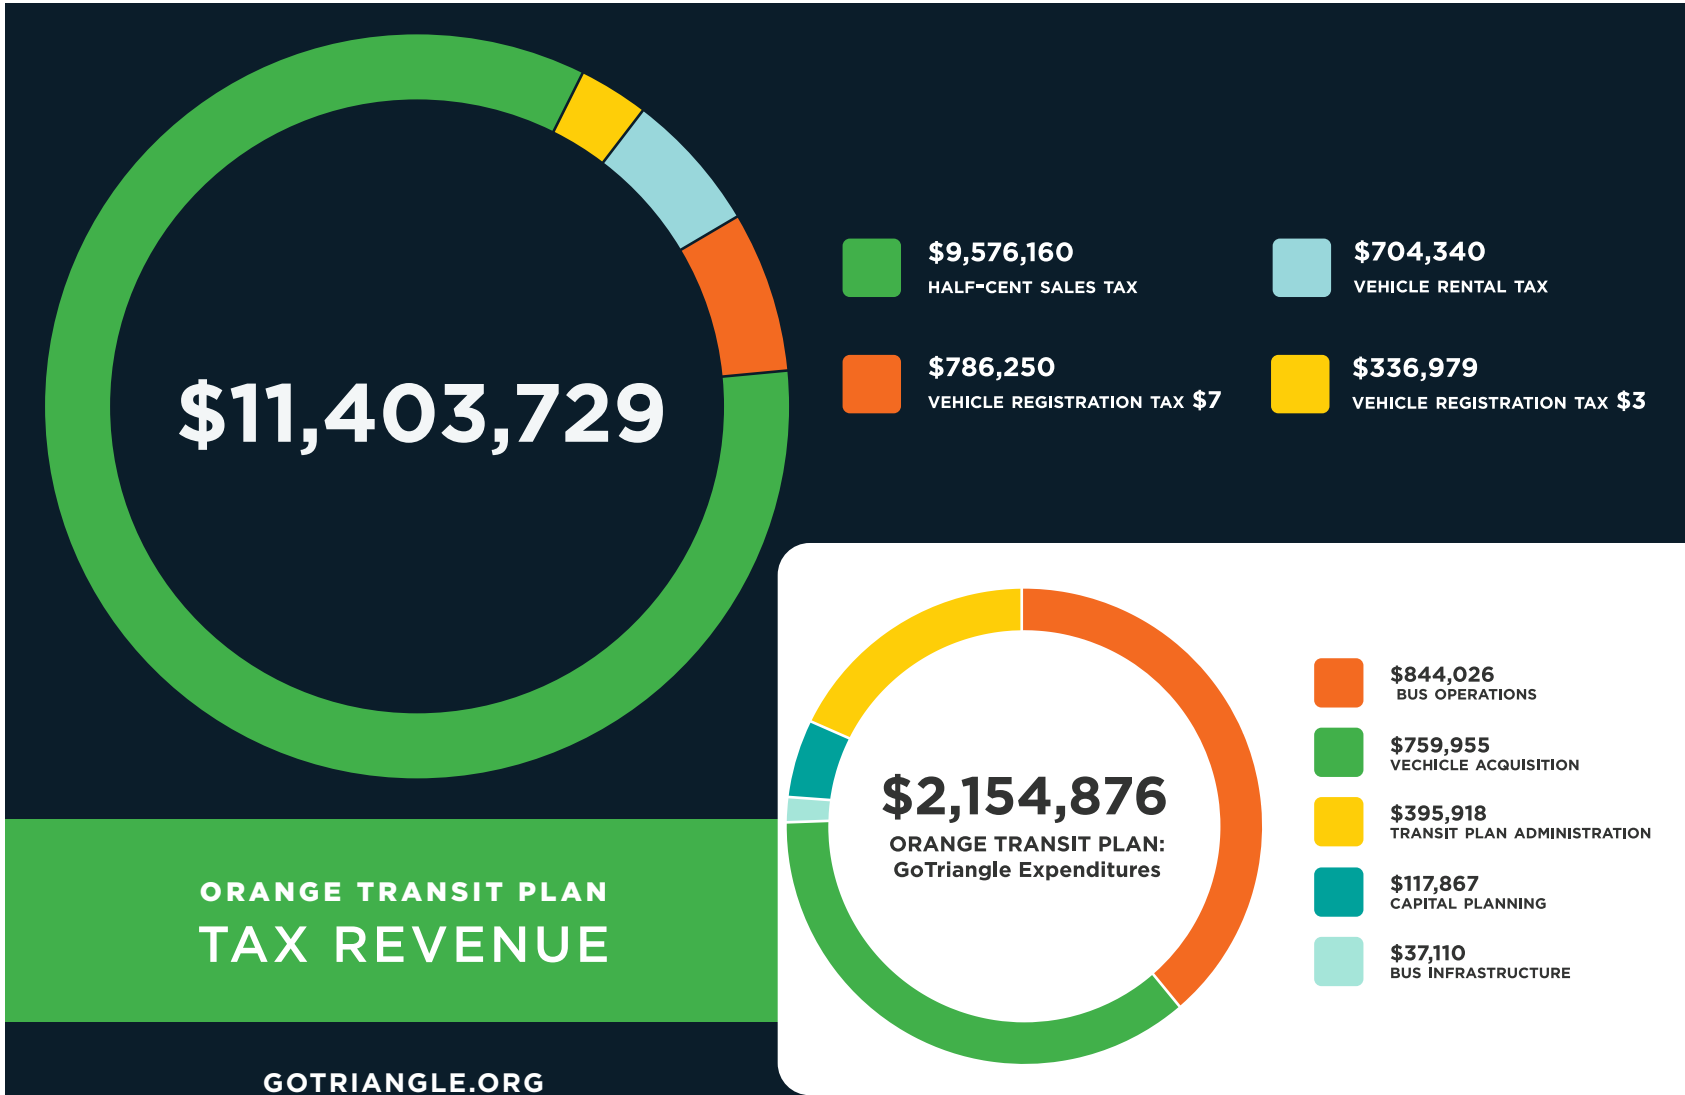 $11,403,729
$9,576,160
HALF-CENT SALES TAX
$704,340
VEHICLE RENTAL TAX
$786,250
VEHICLE REGISTRATION TAX $7
$336,979
VEHICLE REGISTRATION TAX $3
ORANGE TRANSIT PLAN
TAX REVENUE
GOTRIANGLE.ORG
$2,154,876
ORANGE TRANSIT PLAN:
GoTriangle Expenditures
$844,026
BUS OPERATIONS
$759,955
VECHICLE ACQUISITION
$395,918
TRANSIT PLAN ADMINISTRATION
$117,867
CAPITAL PLANNING
$37,110
BUS INFRASTRUCTURE